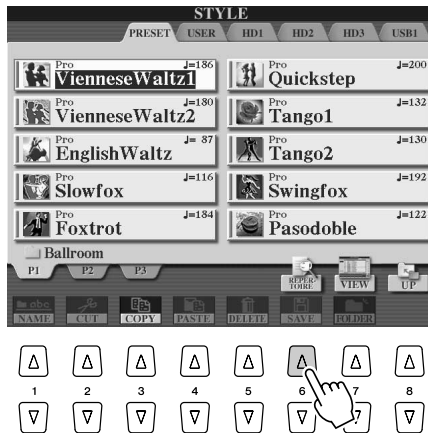 STYLE
PRESET USER HD1 HD2 HD3 USB1
Pro ♩=186
VienneseWaltz1
Pro ♩=180
VienneseWaltz2
Pro ♩= 87
EnglishWaltz
Pro ♩=116
Slowfox
Pro ♩=184
Foxtrot
Pro ♩=200
Quickstep
Pro ♩=132
Tango1
Pro ♩=130
Tango2
Pro ♩=192
Swingfox
Pro ♩=122
Pasodoble
Ballroom
P1 P2 P3
REPER-
TOIRE
VIEW UP
abc
NAME CUT COPY PASTE DELETE SAVE FOLDER
1 2 3 4 5 6 7 8